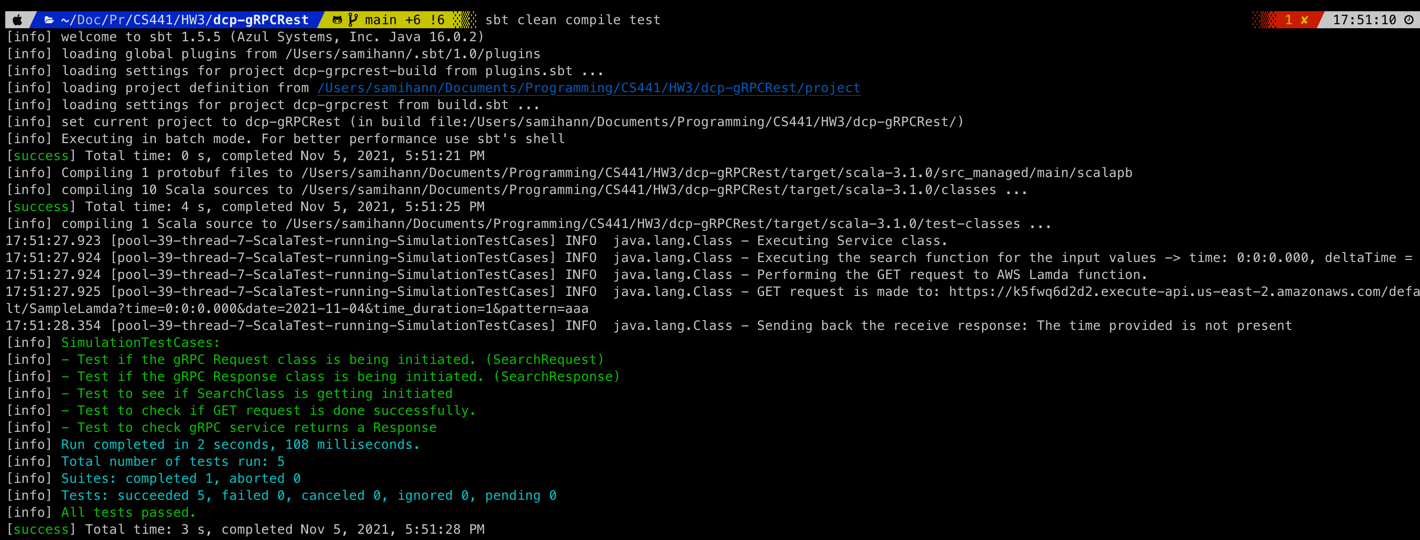 ~/Doc/Pr/CS441/HW3/dcp-gRPCRest main +6 !6 sbt clean compile test 1 ✘ 17:51:10
[info] welcome to sbt 1.5.5 (Azul Systems, Inc. Java 16.0.2)
[info] loading global plugins from /Users/samihann/.sbt/1.0/plugins
[info] loading settings for project dcp-grpcrest-build from plugins.sbt ...
[info] loading project definition from /Users/samihann/Documents/Programming/CS441/HW3/dcp-gRPCRest/project
[info] loading settings for project dcp-grpcrest from build.sbt ...
[info] set current project to dcp-gRPCRest (in build file:/Users/samihann/Documents/Programming/CS441/HW3/dcp-gRPCRest/)
[info] Executing in batch mode. For better performance use sbt's shell
[success] Total time: 0 s, completed Nov 5, 2021, 5:51:21 PM
[info] Compiling 1 protobuf files to /Users/samihann/Documents/Programming/CS441/HW3/dcp-gRPCRest/target/scala-3.1.0/src_managed/main/scalapb
[info] compiling 10 Scala sources to /Users/samihann/Documents/Programming/CS441/HW3/dcp-gRPCRest/target/scala-3.1.0/classes ...
[success] Total time: 4 s, completed Nov 5, 2021, 5:51:25 PM
[info] compiling 1 Scala source to /Users/samihann/Documents/Programming/CS441/HW3/dcp-gRPCRest/target/scala-3.1.0/test-classes ...
17:51:27.923 [pool-39-thread-7-ScalaTest-running-SimulationTestCases] INFO  java.lang.Class - Executing Service class.
17:51:27.924 [pool-39-thread-7-ScalaTest-running-SimulationTestCases] INFO  java.lang.Class - Executing the search function for the input values -> time: 0:0:0.000, deltaTime =
17:51:27.924 [pool-39-thread-7-ScalaTest-running-SimulationTestCases] INFO  java.lang.Class - Performing the GET request to AWS Lamda function.
17:51:27.925 [pool-39-thread-7-ScalaTest-running-SimulationTestCases] INFO  java.lang.Class - GET request is made to: https://k5fwq6d2d2.execute-api.us-east-2.amazonaws.com/defau
lt/SampleLamda?time=0:0:0.000&date=2021-11-04&time_duration=1&pattern=aaa
17:51:28.354 [pool-39-thread-7-ScalaTest-running-SimulationTestCases] INFO  java.lang.Class - Sending back the receive response: The time provided is not present
[info] SimulationTestCases:
[info] - Test if the gRPC Request class is being initiated. (SearchRequest)
[info] - Test if the gRPC Response class is being initiated. (SearchResponse)
[info] - Test to see if SearchClass is getting initiated
[info] - Test to check if GET request is done successfully.
[info] - Test to check gRPC service returns a Response
[info] Run completed in 2 seconds, 108 milliseconds.
[info] Total number of tests run: 5
[info] Suites: completed 1, aborted 0
[info] Tests: succeeded 5, failed 0, canceled 0, ignored 0, pending 0
[info] All tests passed.
[success] Total time: 3 s, completed Nov 5, 2021, 5:51:28 PM